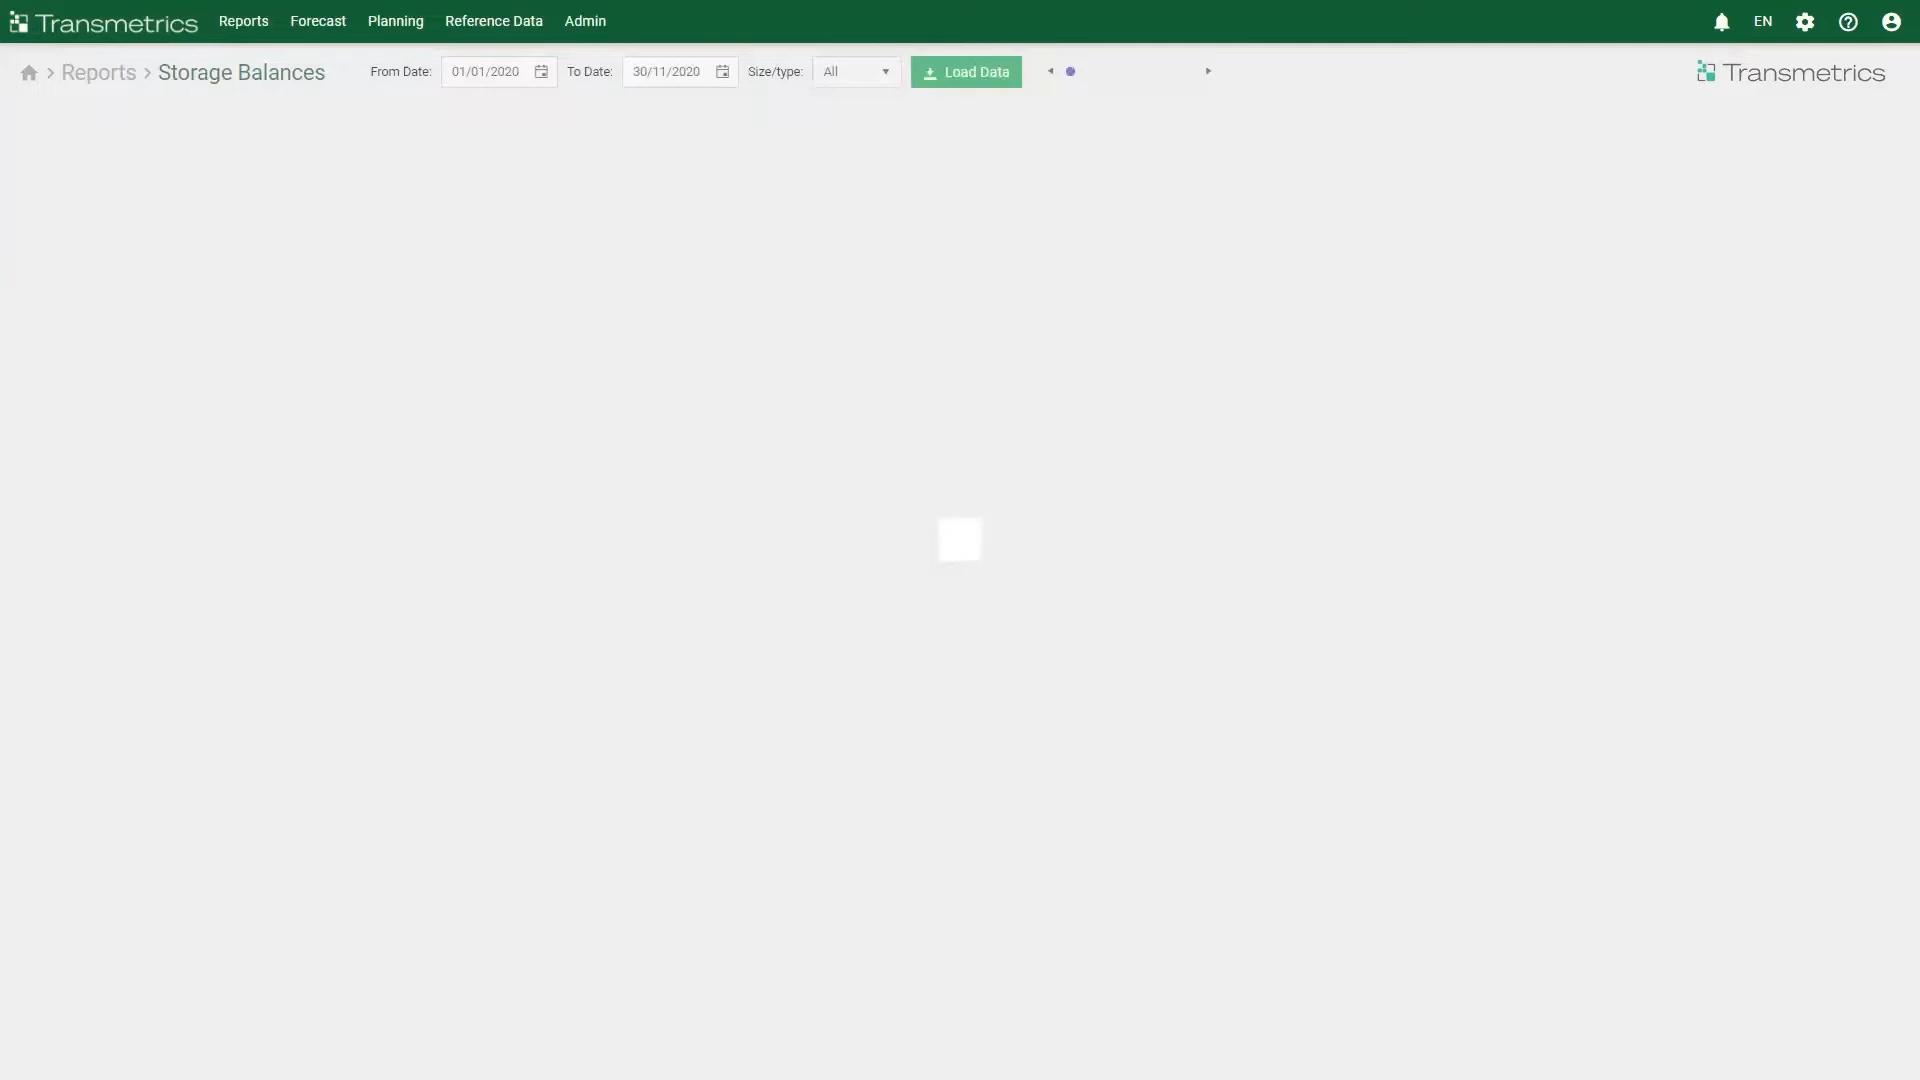 Transmetrics Reports Forecast Planning Reference Data Admin EN
Reports Storage Balances From Date: 01/01/2020 To Date: 30/11/2020 Size/type: All Load Data Transmetrics